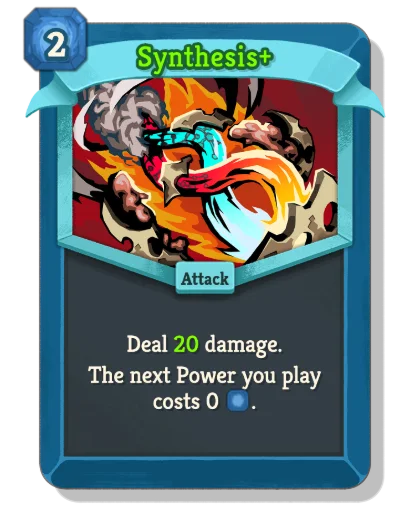 2
Synthesis+
Attack
Deal 20 damage.
The next Power you play
costs 0 .